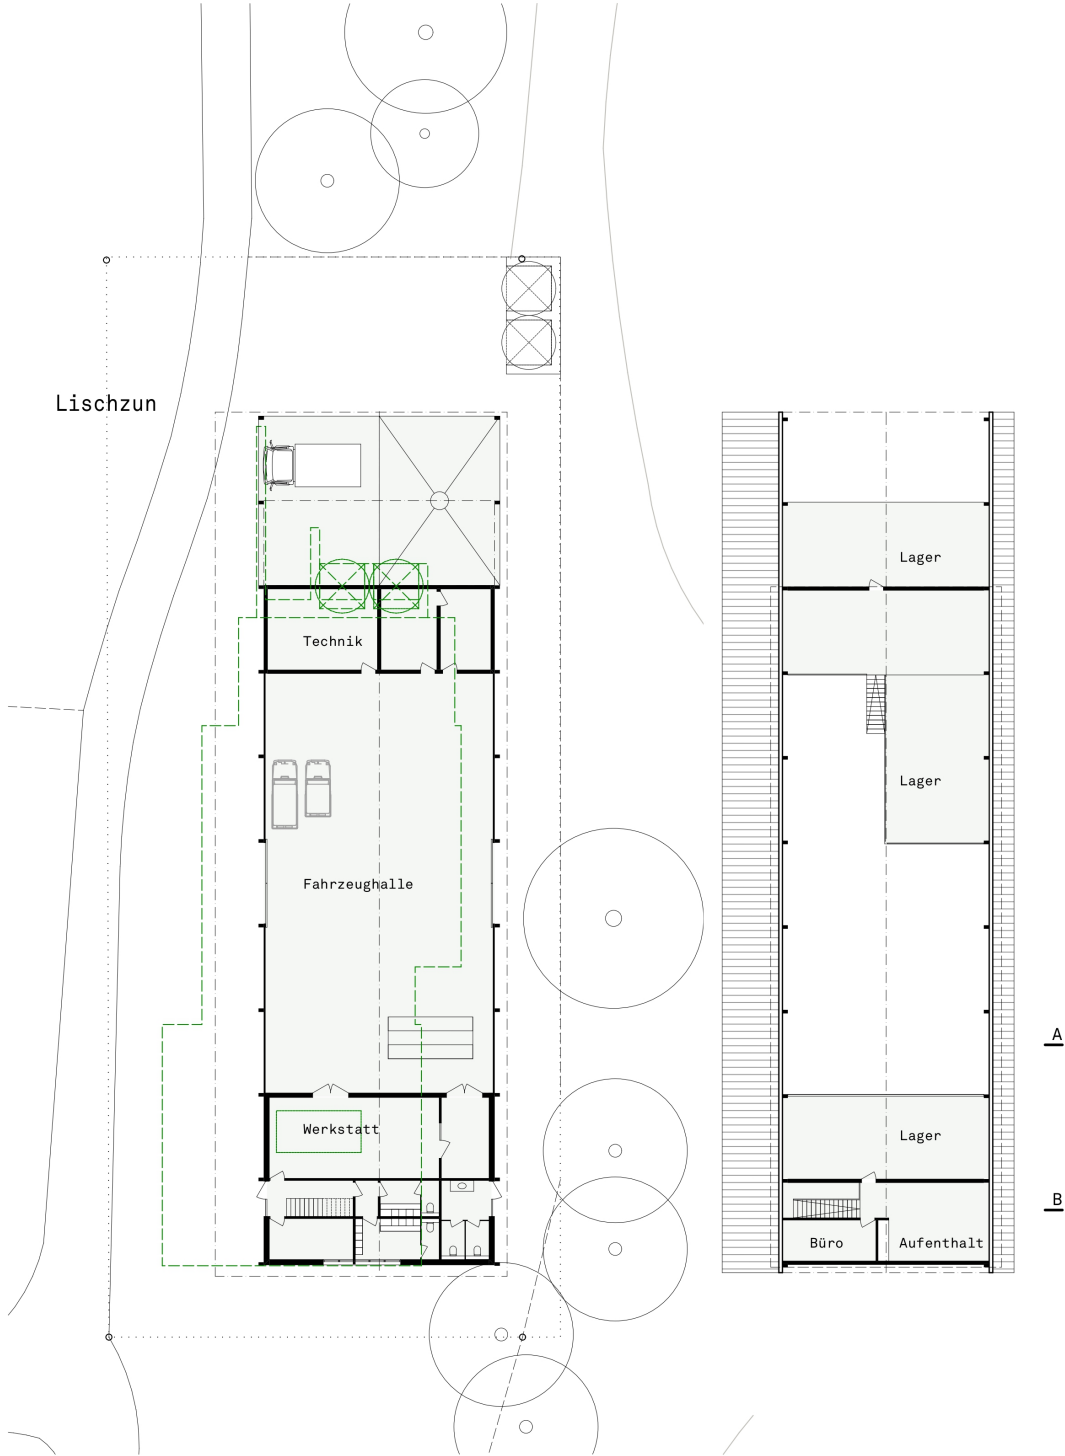 Lischzun
Technik
Fahrzeughalle
Werkstatt
Lager
Lager
Lager
Büro
Aufenthalt
A
B